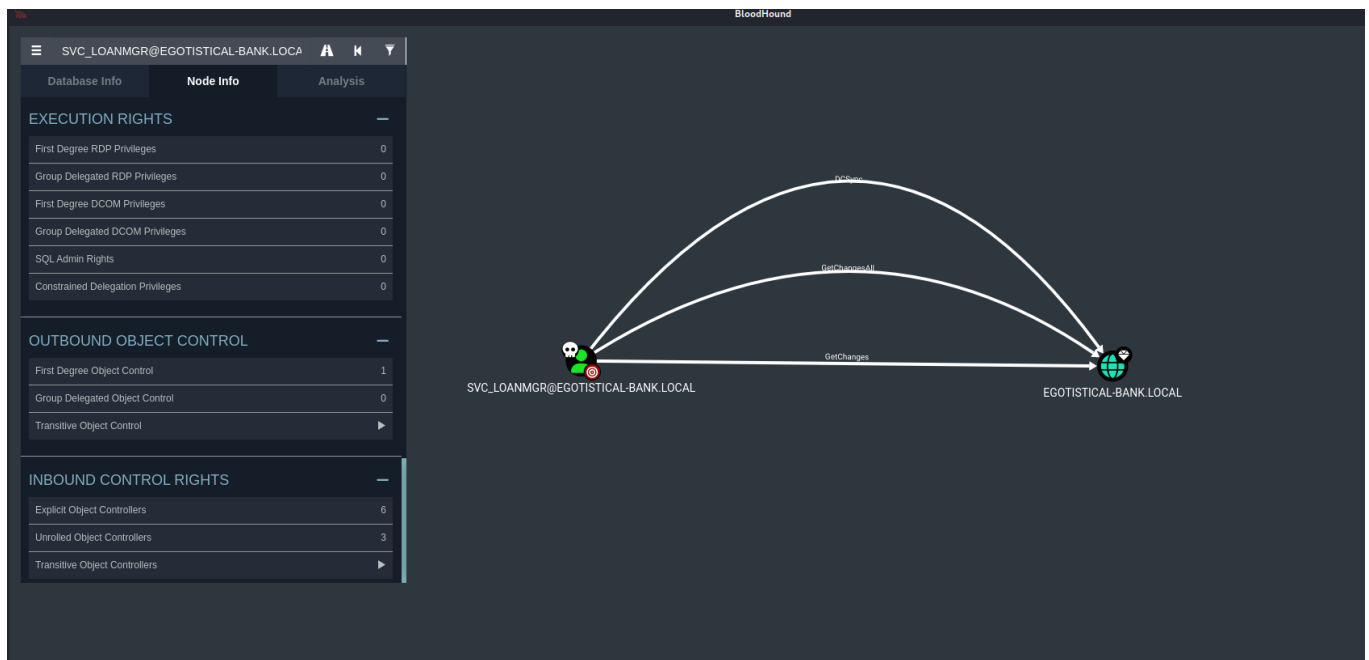 BloodHound
SVC_LOANMGR@EGOTISTICAL-BANK.LOCA
Database Info
Node Info
Analysis
EXECUTION RIGHTS
First Degree RDP Privileges 0
Group Delegated RDP Privileges 0
First Degree DCOM Privileges 0
Group Delegated DCOM Privileges 0
SQL Admin Rights 0
Constrained Delegation Privileges 0
OUTBOUND OBJECT CONTROL
First Degree Object Control 1
Group Delegated Object Control 0
Transitive Object Control
INBOUND CONTROL RIGHTS
Explicit Object Controllers 6
Unrolled Object Controllers 3
Transitive Object Controllers
DCSync
GetChangesAll
GetChanges
SVC_LOANMGR@EGOTISTICAL-BANK.LOCAL
EGOTISTICAL-BANK.LOCAL